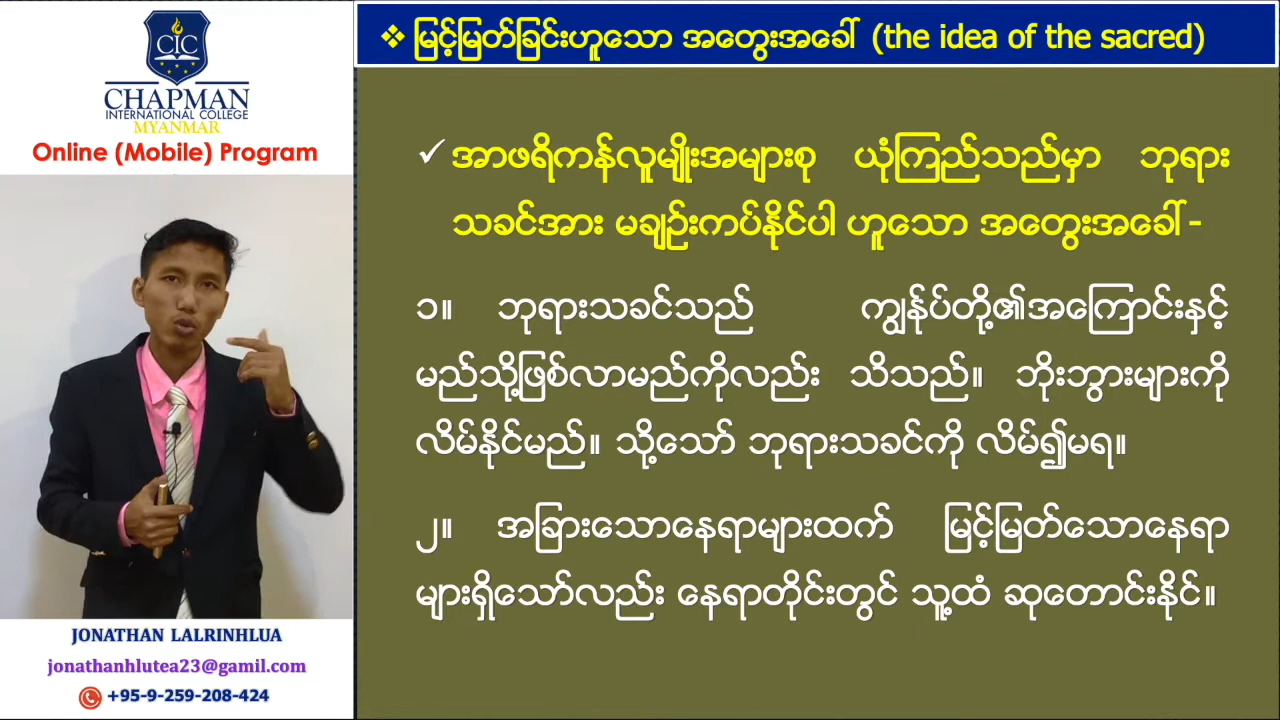 CIC
CHAPMAN
INTERNATIONAL COLLEGE
MYANMAR
Online (Mobile) Program
JONATHAN LALRINHLUA
jonathanhlutea23@gamil.com
+95-9-259-208-424
❖ မြင့်မြတ်ခြင်းဟူသော အတွေးအခေါ် (the idea of the sacred)
✓ အာဖရိကန်လူမျိုးအများစု ယုံကြည်သည်မှာ ဘုရား
သခင်အား မချဉ်းကပ်နိုင်ပါ ဟူသော အတွေးအခေါ် -
၁။ ဘုရားသခင်သည် ကျွန်ုပ်တို့၏အကြောင်းနှင့်
မည်သို့ဖြစ်လာမည်ကိုလည်း သိသည်။ ဘိုးဘွားများကို
လိမ်နိုင်မည်။ သို့သော် ဘုရားသခင်ကို လိမ်၍မရ။
၂။ အခြားသောနေရာများထက် မြင့်မြတ်သောနေရာ
များရှိသော်လည်း နေရာတိုင်းတွင် သူ့ထံ ဆုတောင်းနိုင်။